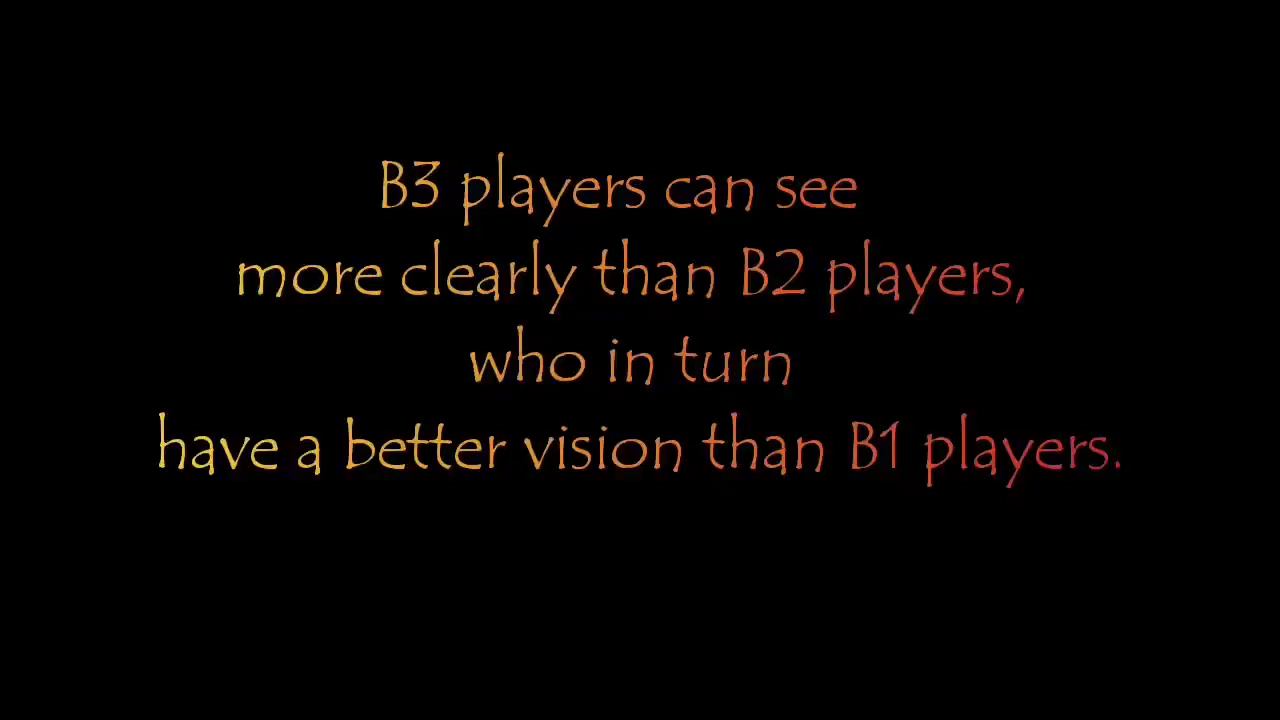 B3 players can see
more clearly than B2 players,
who in turn
have a better vision than B1 players.